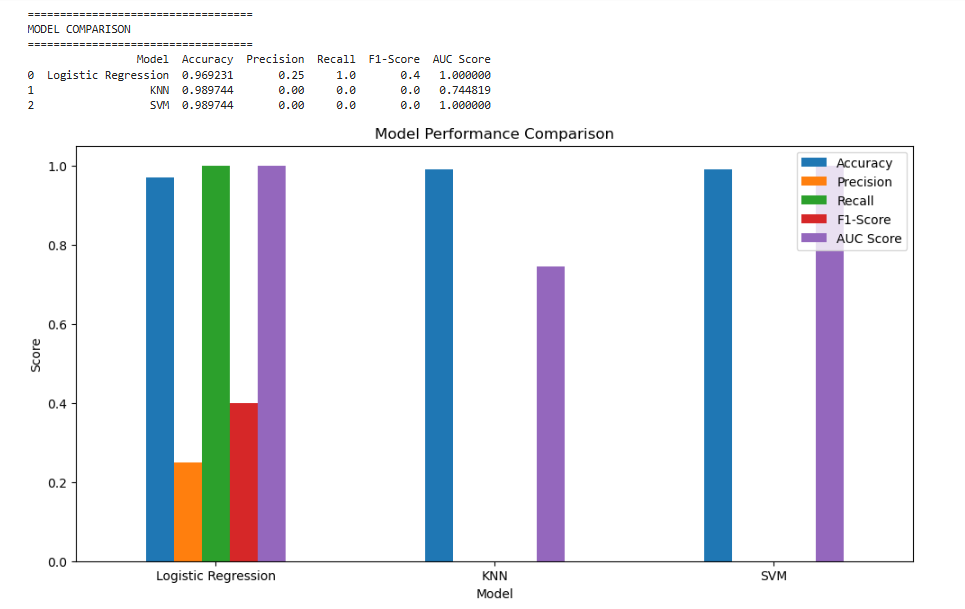 ===================================
MODEL COMPARISON
===================================
Model Accuracy Precision Recall F1-Score AUC Score
0 Logistic Regression 0.969231 0.25 1.0 0.4 1.000000
1 KNN 0.989744 0.00 0.0 0.0 0.744819
2 SVM 0.989744 0.00 0.0 0.0 1.000000
Model Performance Comparison
1.0
0.8
0.6
0.4
0.2
0.0
Score
Accuracy
Precision
Recall
F1-Score
AUC Score
Logistic Regression KNN SVM
Model